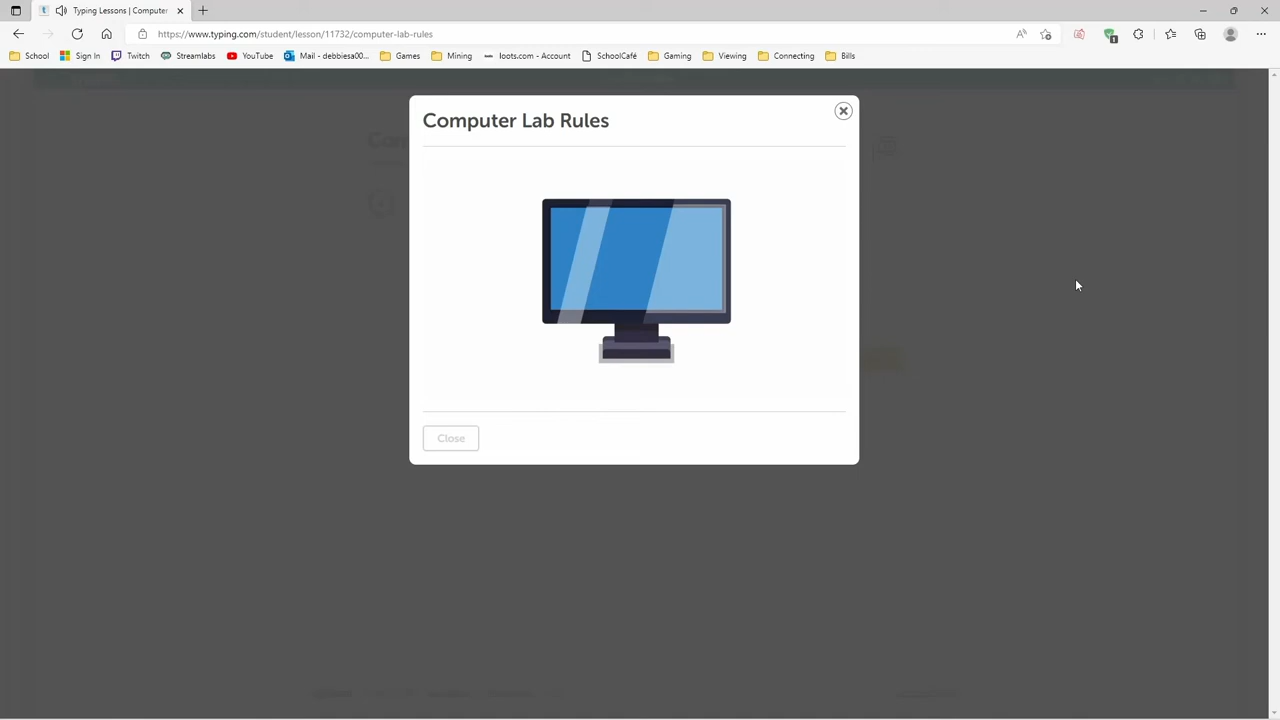 Typing Lessons | Computer
https://www.typing.com/student/lesson/11732/computer-lab-rules
School Sign In Twitch Streamlabs YouTube Mail - debbiesa00... Games Mining loots.com - Account SchoolCafé Gaming Viewing Connecting Bills
1
Computer Lab Rules
Close